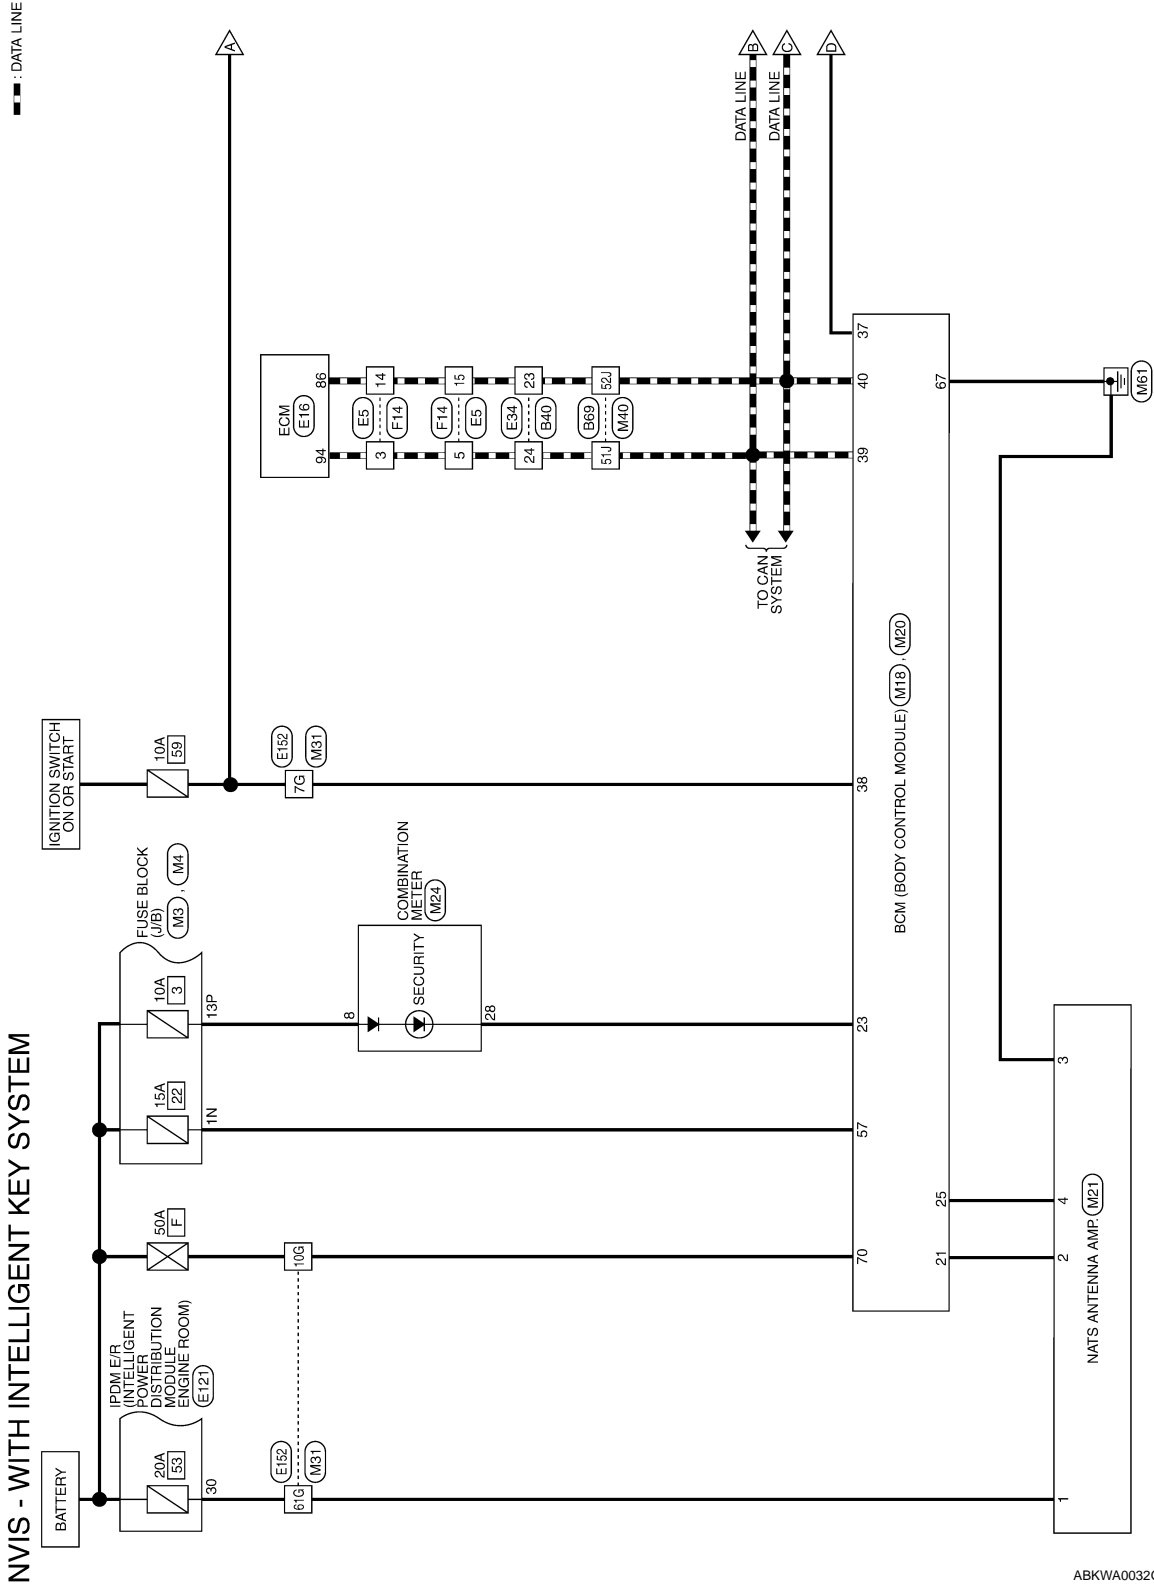 NVIS - WITH INTELLIGENT KEY SYSTEM
: DATA LINE
BATTERY
IGNITION SWITCH
ON OR START
IPDM E/R
(INTELLIGENT
POWER
DISTRIBUTION
MODULE
ENGINE ROOM)
E121
20A
53
30
50A
F
15A
22
1N
10A
3
13P
FUSE BLOCK
(J/B)
M3 , M4
10A
59
A
E152
M31
61G
10G
E152
M31
7G
8
COMBINATION
METER
M24
SECURITY
28
ECM
E16
94
86
3
E5
F14
14
5
F14
E5
15
24
E34
B40
23
51J
B69
M40
52J
DATA LINE
B
DATA LINE
C
D
TO CAN
SYSTEM
70
57
23
38
39
40
37
BCM (BODY CONTROL MODULE) M18 , M20
21
25
67
M61
1
2
4
3
NATS ANTENNA AMP. M21